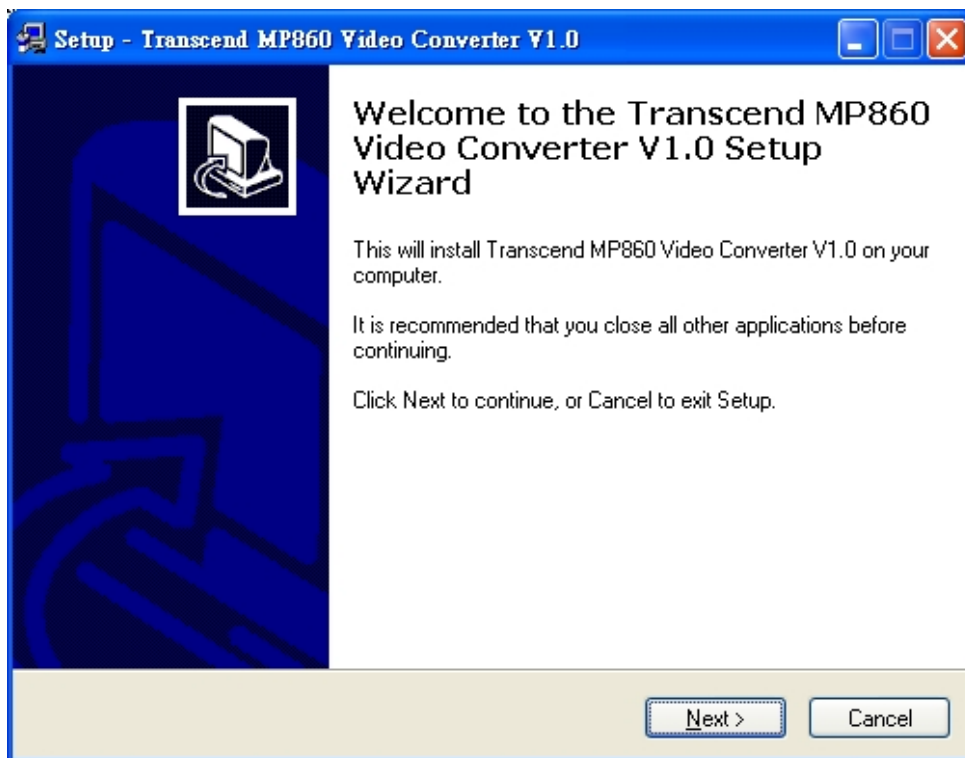 Setup - Transcend MP860 Video Converter V1.0
Welcome to the Transcend MP860
Video Converter V1.0 Setup
Wizard
This will install Transcend MP860 Video Converter V1.0 on your
computer.
It is recommended that you close all other applications before
continuing.
Click Next to continue, or Cancel to exit Setup.
Next >
Cancel